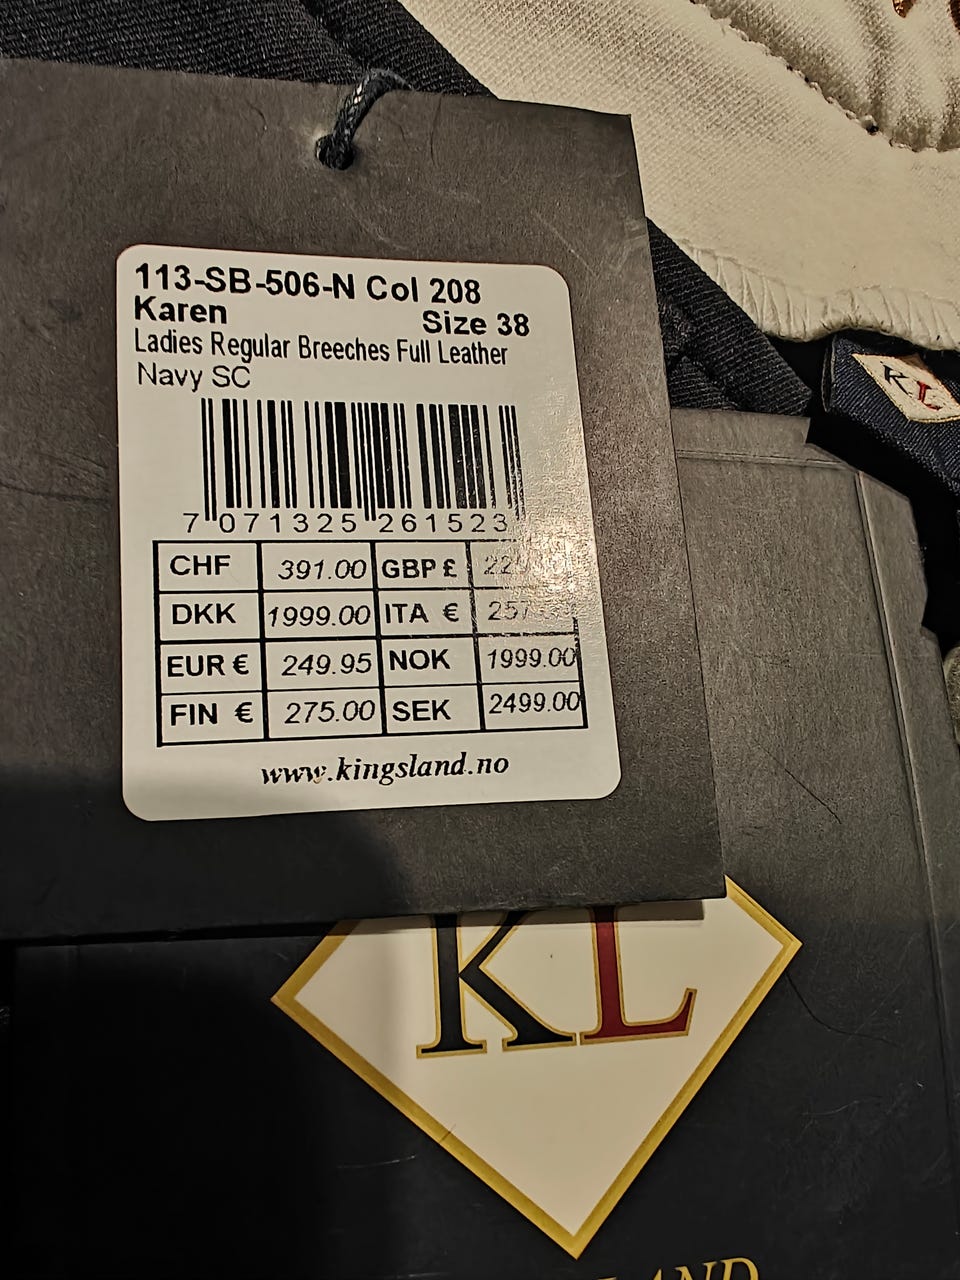 113-SB-506-N Col 208
Karen Size 38
Ladies Regular Breeches Full Leather
Navy SC
7 071325 261523
CHF 391.00 GBP £
DKK 1999.00 ITA €
EUR € 249.95 NOK 1999.00
FIN € 275.00 SEK 2499.00
www.kingsland.no
KL
KL